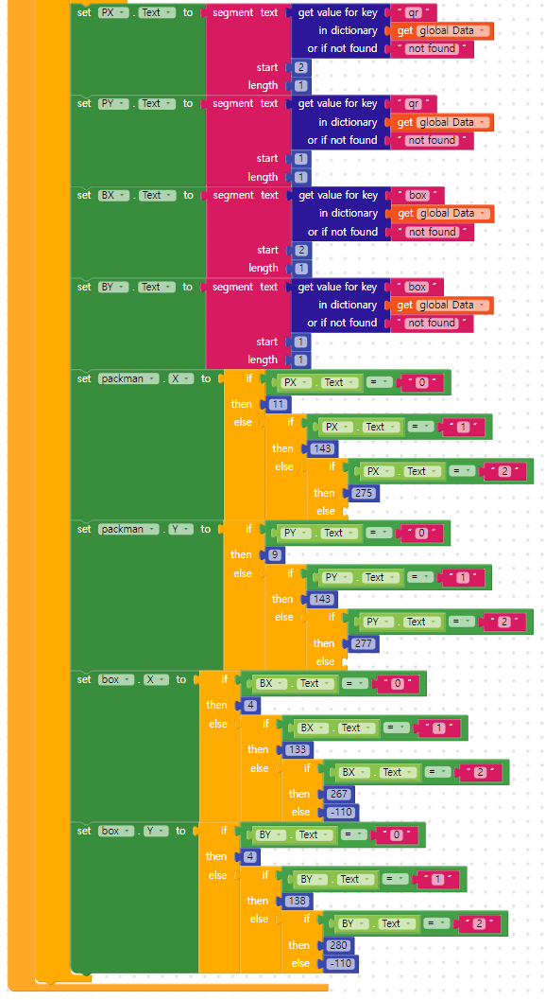 set PX . Text to segment text get value for key " qr "
in dictionary get global Data
or if not found " not found "
start 2
length 1
set PY . Text to segment text get value for key " qr "
in dictionary get global Data
or if not found " not found "
start 1
length 1
set BX . Text to segment text get value for key " box "
in dictionary get global Data
or if not found " not found "
start 2
length 1
set BY . Text to segment text get value for key " box "
in dictionary get global Data
or if not found " not found "
start 1
length 1
set packman . X to if PX . Text = " 0 "
then 11
else if PX . Text = " 1 "
then 143
else if PX . Text = " 2 "
then 275
else
set packman . Y to if PY . Text = " 0 "
then 9
else if PY . Text = " 1 "
then 143
else if PY . Text = " 2 "
then 277
else
set box . X to if BX . Text = " 0 "
then 4
else if BX . Text = " 1 "
then 133
else if BX . Text = " 2 "
then 267
else -110
set box . Y to if BY . Text = " 0 "
then 4
else if BY . Text = " 1 "
then 138
else if BY . Text = " 2 "
then 280
else -110